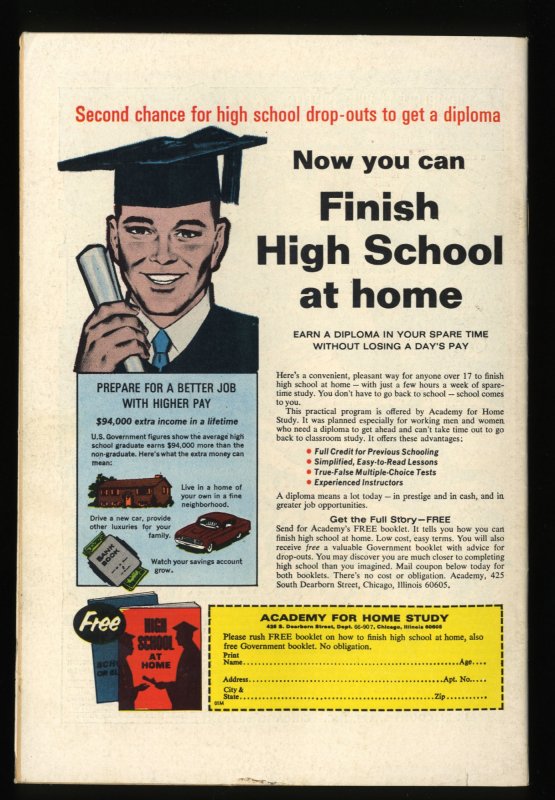 Second chance for high school drop-outs to get a diploma
Now you can
Finish
High School
at home
EARN A DIPLOMA IN YOUR SPARE TIME
WITHOUT LOSING A DAY'S PAY
PREPARE FOR A BETTER JOB
WITH HIGHER PAY
$94,000 extra income in a lifetime
U.S. Government figures show the average high
school graduate earns $94,000 more than the
non-graduate. Here's what the extra money can
mean:
Live in a home of
your own in a fine
neighborhood.
Drive a new car, provide
other luxuries for your
family.
BANK
BOOK
Watch your savings account
grow.
Here's a convenient, pleasant way for anyone over 17 to finish
high school at home — with just a few hours a week of spare-
time study. You don't have to go back to school — school comes
to you.
This practical program is offered by Academy for Home
Study. It was planned especially for working men and women
who need a diploma to get ahead and can't take time out to go
back to classroom study. It offers these advantages:
• Full Credit for Previous Schooling
• Simplified, Easy-to-Read Lessons
• True-False Multiple-Choice Tests
• Experienced Instructors
A diploma means a lot today — in prestige and in cash, and in
greater job opportunities.
Get the Full Story—FREE
Send for Academy's FREE booklet. It tells you how you can
finish high school at home. Low cost, easy terms. You will also
receive free a valuable Government booklet with advice for
drop-outs. You may discover you are much closer to completing
high school than you imagined. Mail coupon below today for
both booklets. There's no cost or obligation. Academy, 425
South Dearborn Street, Chicago, Illinois 60605.
Free
HIGH
SCHOOL
AT
HOME
SCH
OR
ACADEMY FOR HOME STUDY
425 S. Dearborn Street, Dept. 66-907, Chicago, Illinois 60605
Please rush FREE booklet on how to finish high school at home, also
free Government booklet. No obligation.
Print
Name Age
Address Apt. No.
City &
State Zip